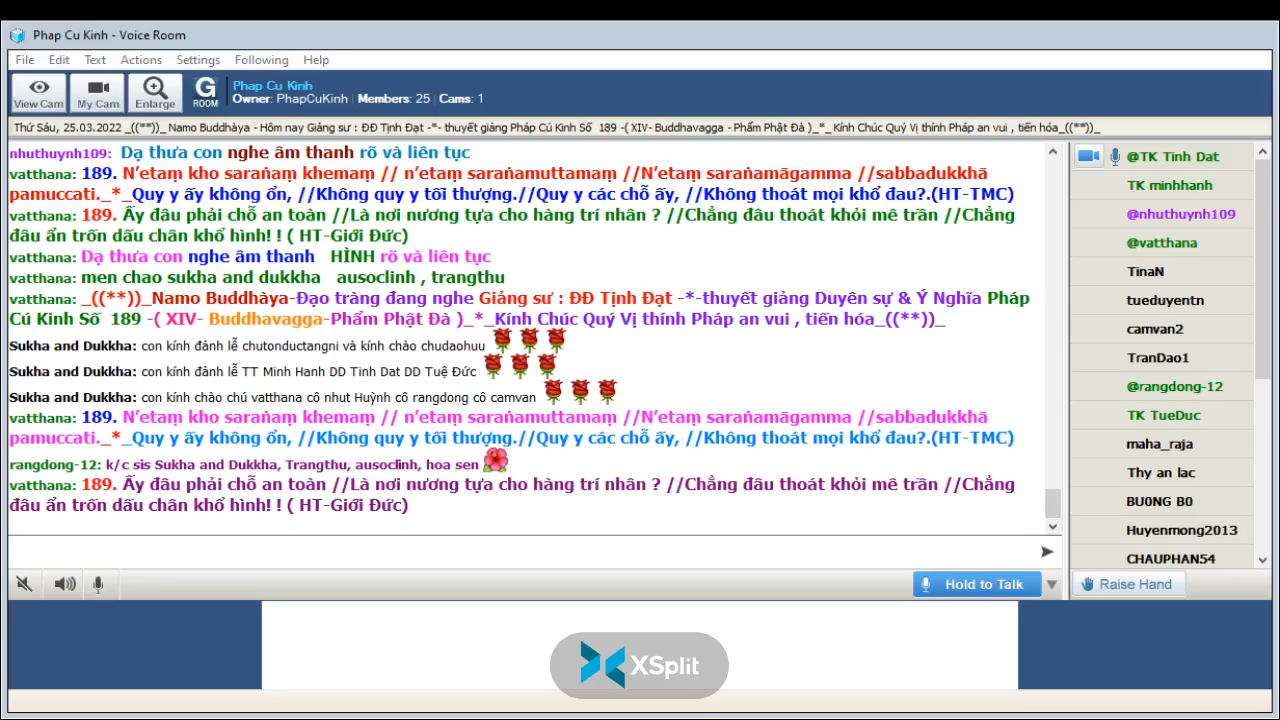 Phap Cu Kinh - Voice Room
File Edit Text Actions Settings Following Help
View Cam My Cam Enlarge G ROOM
Phap Cu Kinh
Owner: PhapCuKinh | Members: 25 | Cams: 1
Thứ Sáu, 25.03.2022 _((**))_ Namo Buddhàya - Hôm nay Giảng sư : ĐĐ Tịnh Đạt -*- thuyết giảng Pháp Cú Kinh Số 189 -( XIV- Buddhavagga - Phẩm Phật Đà )_*_ Kính Chúc Quý Vị thính Pháp an vui , tiến hóa_((**))_
nhuthuynh109: Dạ thưa con nghe âm thanh rõ và liên tục
vatthana: 189. N’etaṃ kho saraṅaṃ khemaṃ // n’etaṃ saraṅamuttamaṃ //N’etaṃ saraṅamāgamma //sabbadukkhā
pamuccati._*_Quy y ấy không ổn, //Không quy y tối thượng.//Quy y các chỗ ấy, //Không thoát mọi khổ đau?.(HT-TMC)
vatthana: 189. Ấy đâu phải chỗ an toàn //Là nơi nương tựa cho hàng trí nhân ? //Chẳng đâu thoát khỏi mê trần //Chẳng
đâu ẩn trốn dấu chân khổ hình! ! ( HT-Giới Đức)
vatthana: Dạ thưa con nghe âm thanh HÌNH rõ và liên tục
vatthana: men chao sukha and dukkha ausoclinh , trangthu
vatthana: _((**))_Namo Buddhàya-Đạo tràng đang nghe Giảng sư : ĐĐ Tịnh Đạt -*-thuyết giảng Duyên sự & Ý Nghĩa Pháp
Cú Kinh Số 189 -( XIV- Buddhavagga-Phẩm Phật Đà )_*_Kính Chúc Quý Vị thính Pháp an vui , tiến hóa_((**))_
Sukha and Dukkha: con kính đảnh lễ chutonductangni và kính chào chudaohuu
Sukha and Dukkha: con kính đảnh lễ TT Minh Hanh DD Tinh Dat DD Tuệ Đức
Sukha and Dukkha: con kính chào chú vatthana cô nhut Huỳnh cô rangdong cô camvan
vatthana: 189. N’etaṃ kho saraṅaṃ khemaṃ // n’etaṃ saraṅamuttamaṃ //N’etaṃ saraṅamāgamma //sabbadukkhā
pamuccati._*_Quy y ấy không ổn, //Không quy y tối thượng.//Quy y các chỗ ấy, //Không thoát mọi khổ đau?.(HT-TMC)
rangdong-12: k/c sis Sukha and Dukkha, Trangthu, ausoclinh, hoa sen
vatthana: 189. Ấy đâu phải chỗ an toàn //Là nơi nương tựa cho hàng trí nhân ? //Chẳng đâu thoát khỏi mê trần //Chẳng
đâu ẩn trốn dấu chân khổ hình! ! ( HT-Giới Đức)
@TK Tinh Dat
TK minhhanh
@nhuthuynh109
@vatthana
TinaN
tueduyentn
camvan2
TranDao1
@rangdong-12
TK TueDuc
maha_raja
Thy an lac
BU0NG B0
Huyenmong2013
CHAUPHAN54
Hold to Talk
Raise Hand
XSplit